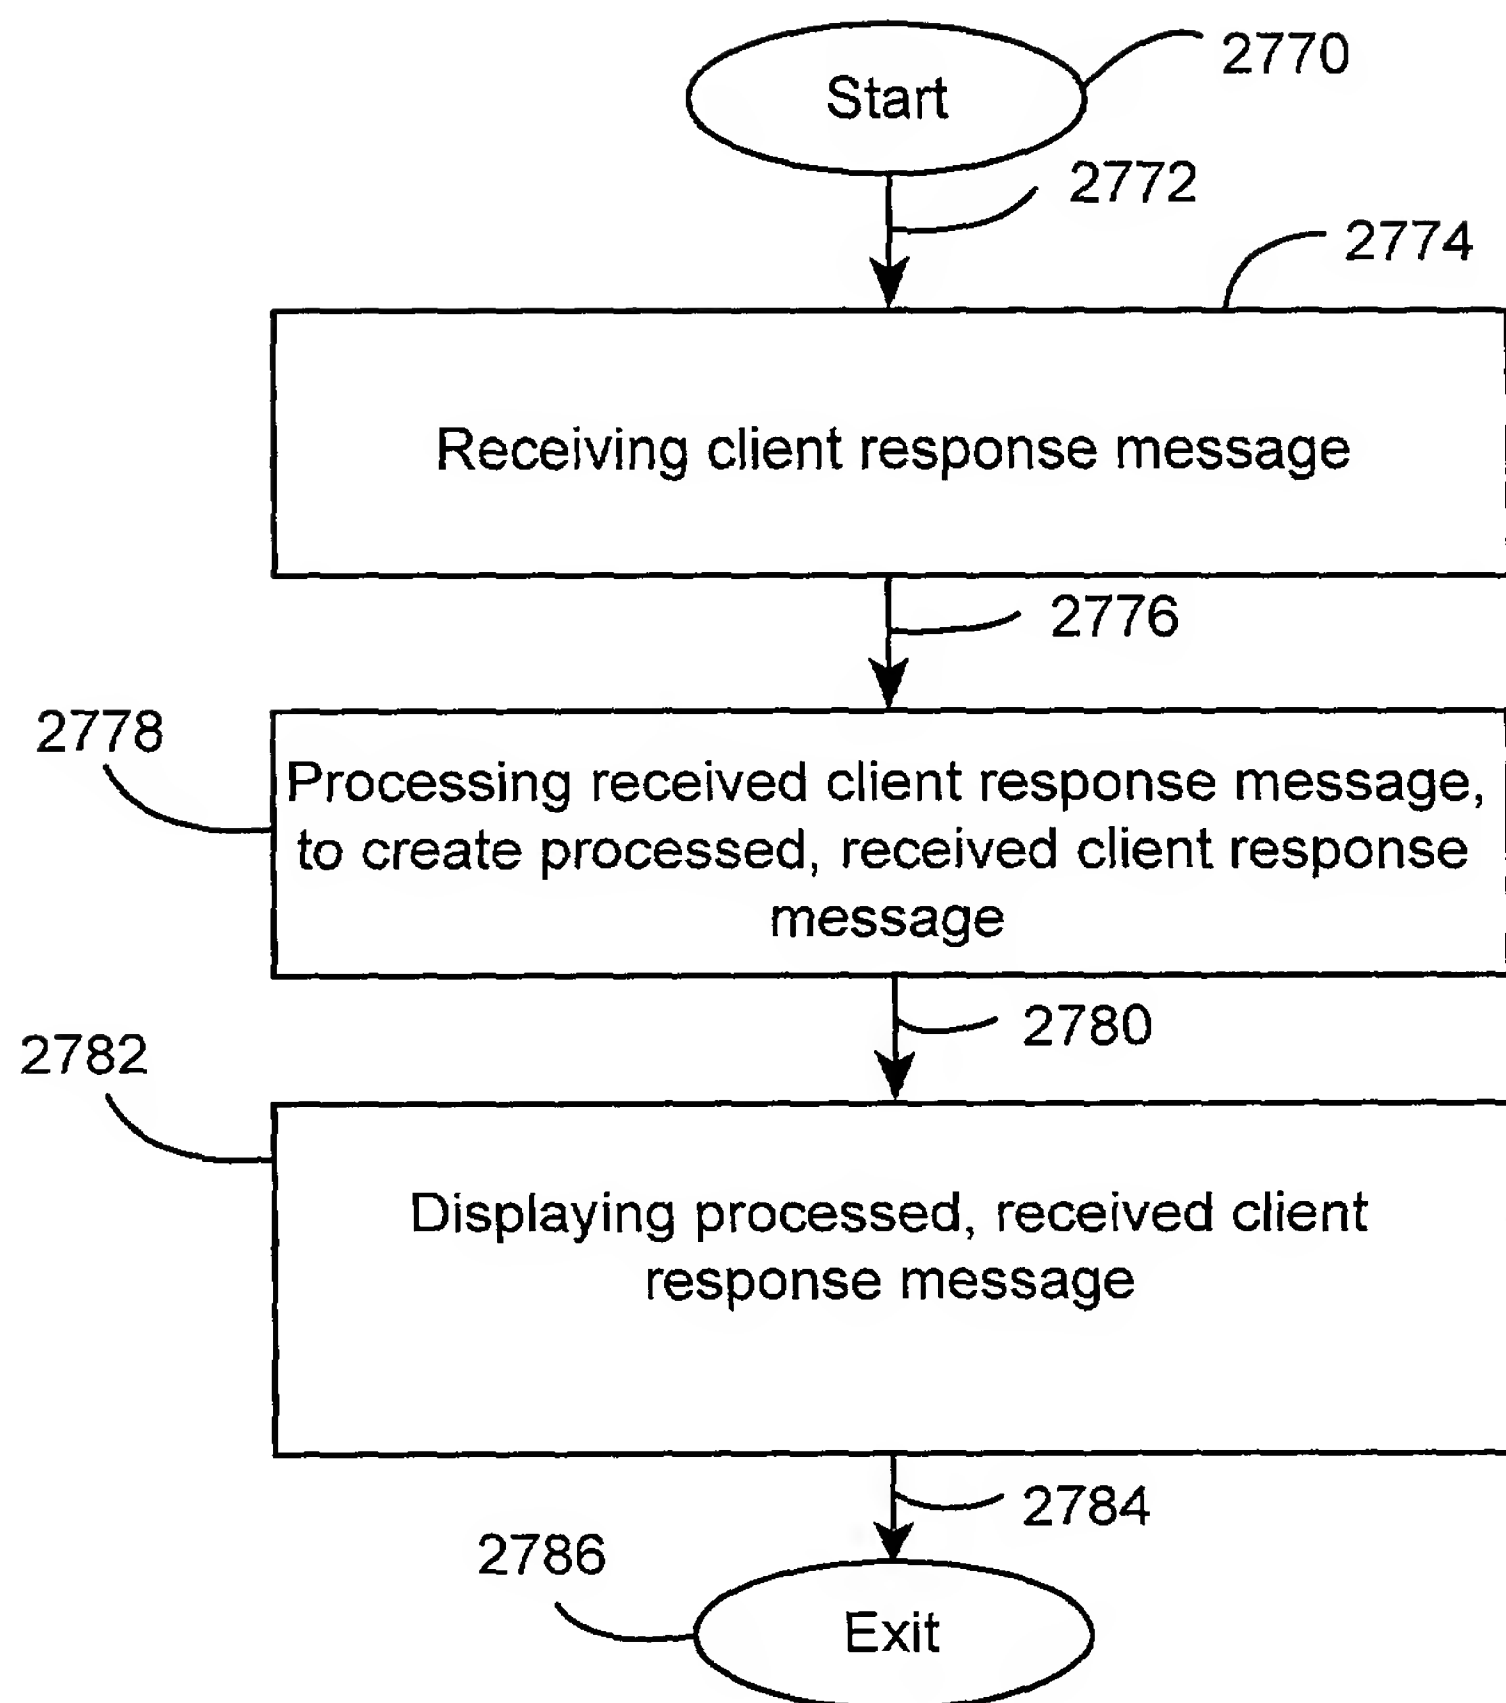 Start
2770
2772
2774
Receiving client response message
2776
2778
Processing received client response message,
to create processed, received client response
message
2780
2782
Displaying processed, received client
response message
2784
2786
Exit